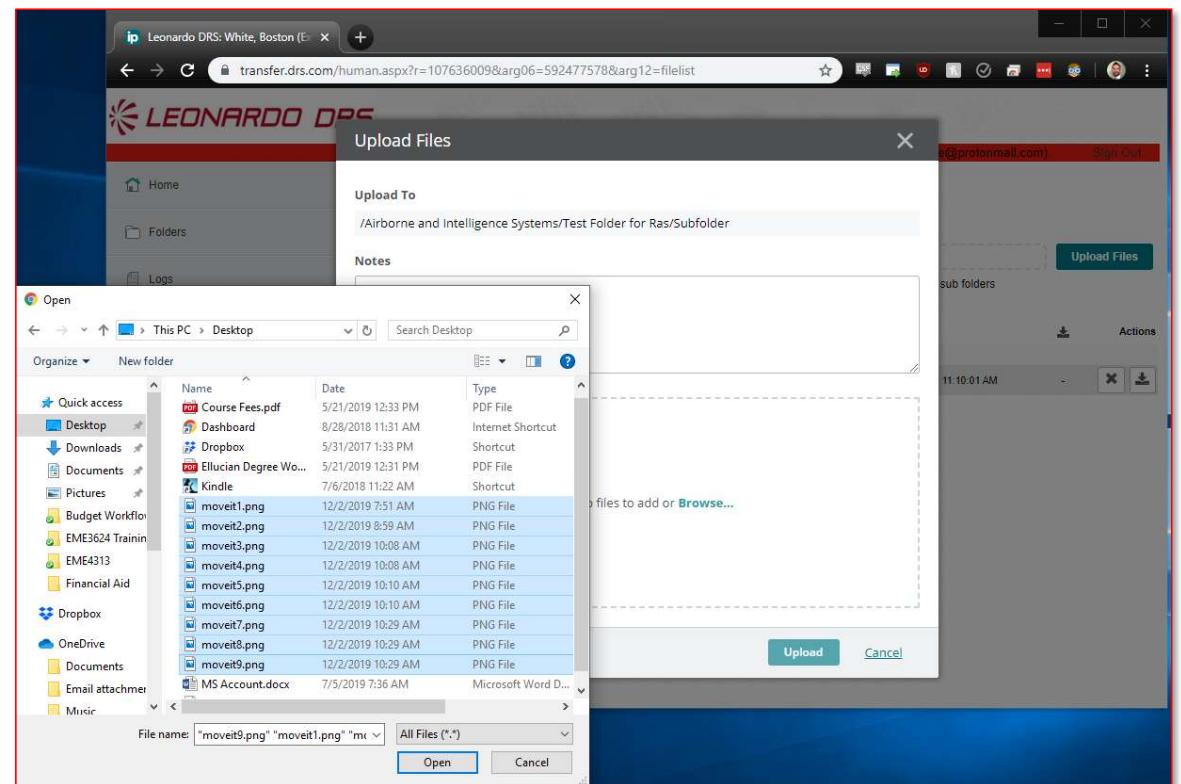 Leonardo DRS: White, Boston (E
transfer.drs.com/human.aspx?r=107636009&arg06=592477578&arg12=filelist
LEONARDO DRS
Upload Files
e@protonmail.com)
Sign Out
Home
Upload To
/Airborne and Intelligence Systems/Test Folder for Ras/Subfolder
Folders
Notes
Upload Files
Logs
sub folders
Open
This PC > Desktop
Search Desktop
Actions
Organize
New folder
Name Date Type
11:10:01 AM -
Quick access
Course Fees.pdf 5/21/2019 12:33 PM PDF File
Desktop
Dashboard 8/28/2018 11:31 AM Internet Shortcut
Downloads
Dropbox 5/31/2017 1:33 PM Shortcut
Documents
Ellucian Degree Wo... 5/21/2019 12:31 PM PDF File
Pictures
Kindle 7/6/2018 11:22 AM Shortcut
Budget Workflov
moveit1.png 12/2/2019 7:51 AM PNG File
EME3624 Trainin
moveit2.png 12/2/2019 8:59 AM PNG File
EME4313
moveit3.png 12/2/2019 10:08 AM PNG File
Financial Aid
moveit4.png 12/2/2019 10:08 AM PNG File
moveit5.png 12/2/2019 10:10 AM PNG File
Dropbox
moveit6.png 12/2/2019 10:10 AM PNG File
OneDrive
moveit7.png 12/2/2019 10:29 AM PNG File
moveit8.png 12/2/2019 10:29 AM PNG File
Documents
moveit9.png 12/2/2019 10:29 AM PNG File
Email attachmer
MS Account.docx 7/5/2019 7:36 AM Microsoft Word D...
Music
files to add or Browse...
Upload
Cancel
File name: "moveit9.png" "moveit1.png" "mo
All Files (*.*)
Open
Cancel